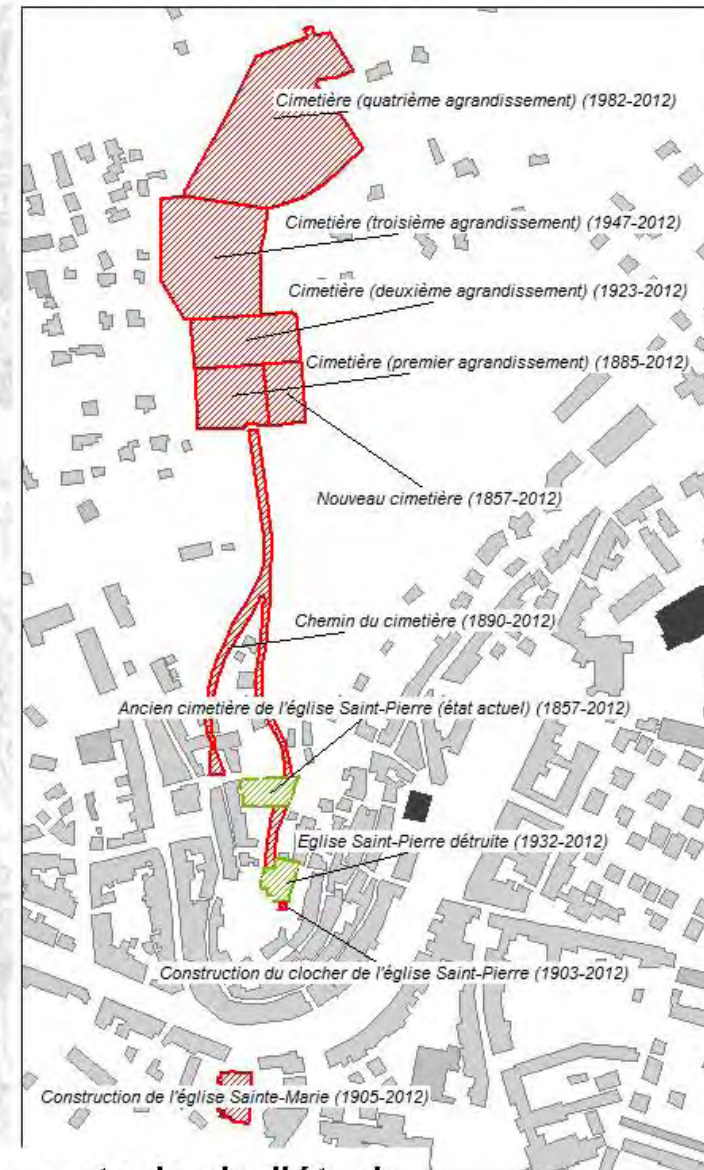 Cimetière (quatrième agrandissement) (1982-2012)
Cimetière (troisième agrandissement) (1947-2012)
Cimetière (deuxième agrandissement) (1923-2012)
Cimetière (premier agrandissement) (1885-2012)
Nouveau cimetière (1857-2012)
Chemin du cimetière (1890-2012)
Ancien cimetière de l'église Saint-Pierre (état actuel) (1857-2012)
Eglise Saint-Pierre détruite (1932-2012)
Construction du clocher de l'église Saint-Pierre (1903-2012)
Construction de l'église Sainte-Marie (1905-2012)